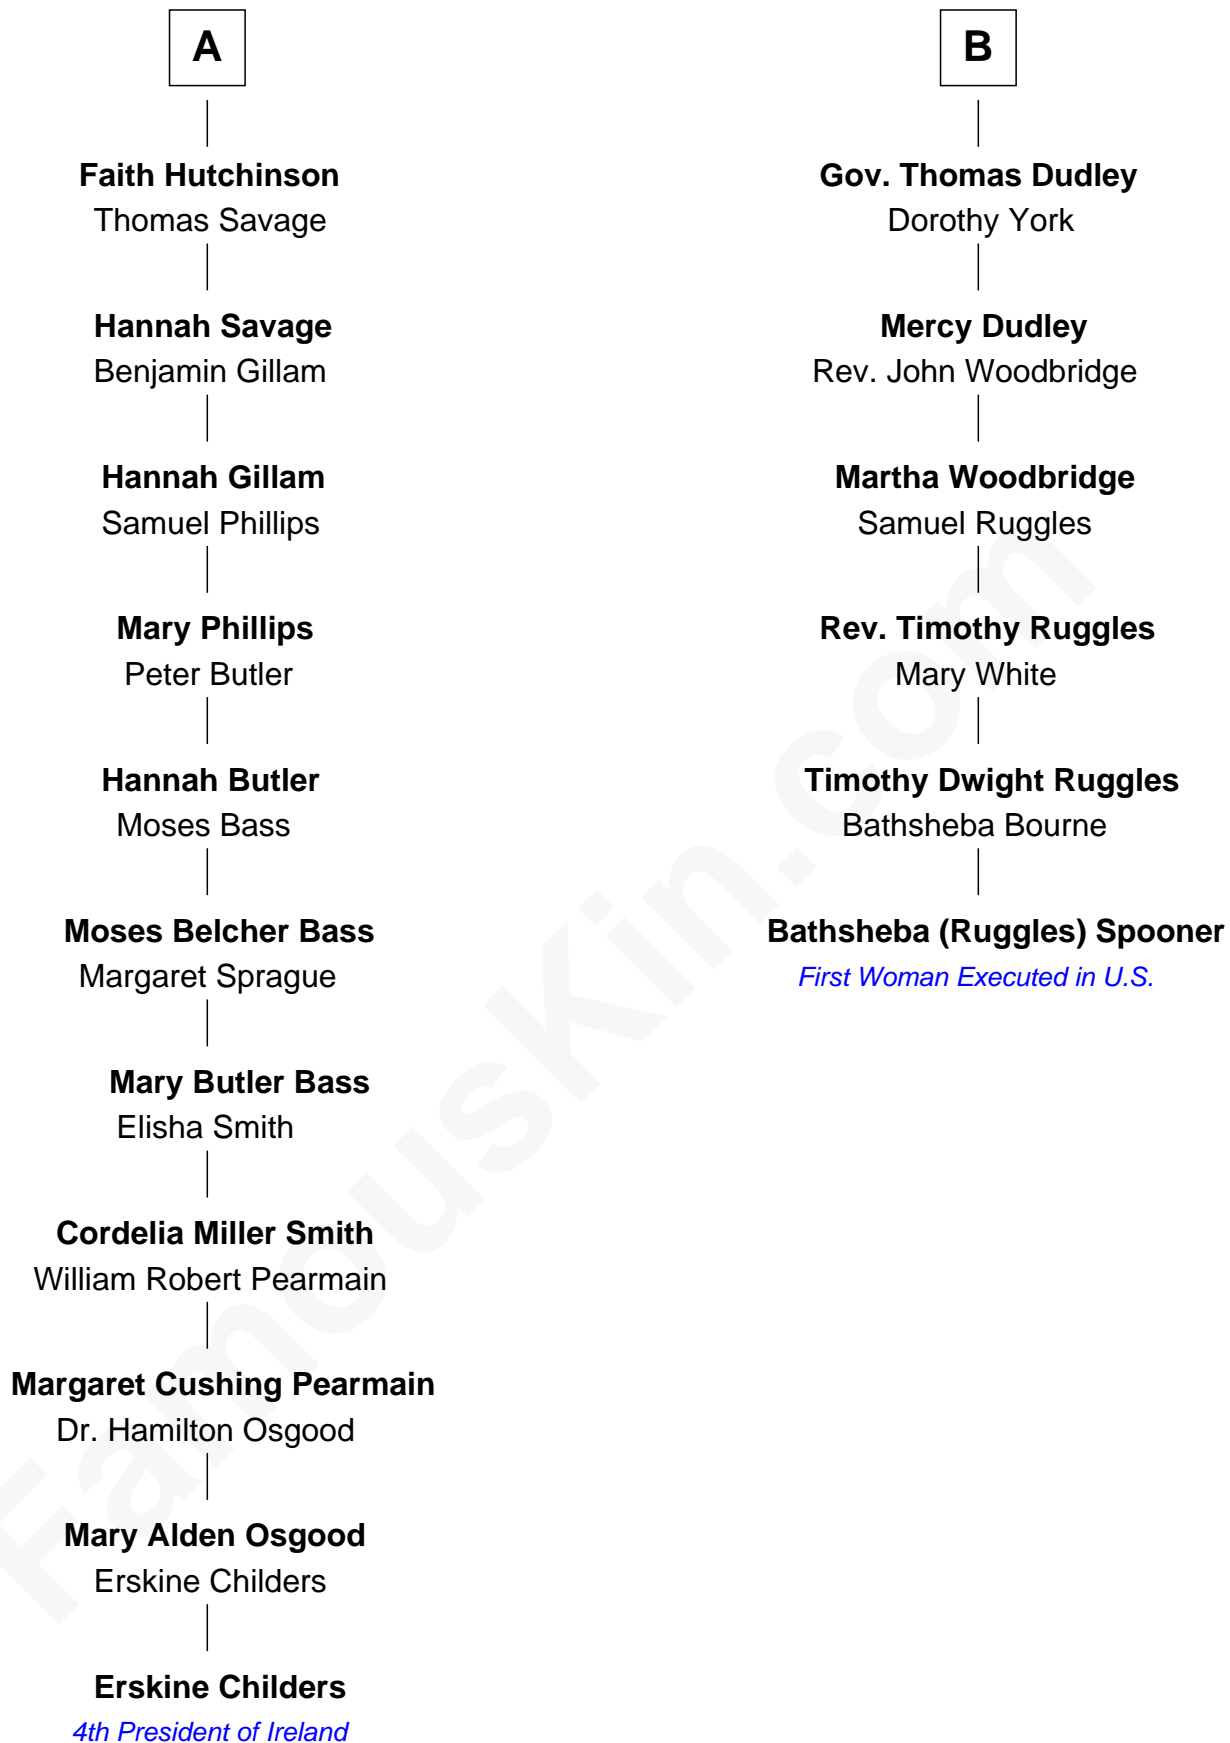 A
Faith Hutchinson
Thomas Savage
Hannah Savage
Benjamin Gillam
Hannah Gillam
Samuel Phillips
Mary Phillips
Peter Butler
Hannah Butler
Moses Bass
Moses Belcher Bass
Margaret Sprague
Mary Butler Bass
Elisha Smith
Cordelia Miller Smith
William Robert Pearmain
Margaret Cushing Pearmain
Dr. Hamilton Osgood
Mary Alden Osgood
Erskine Childers
Erskine Childers
4th President of Ireland
B
Gov. Thomas Dudley
Dorothy York
Mercy Dudley
Rev. John Woodbridge
Martha Woodbridge
Samuel Ruggles
Rev. Timothy Ruggles
Mary White
Timothy Dwight Ruggles
Bathsheba Bourne
Bathsheba (Ruggles) Spooner
First Woman Executed in U.S.
FamousKin.com